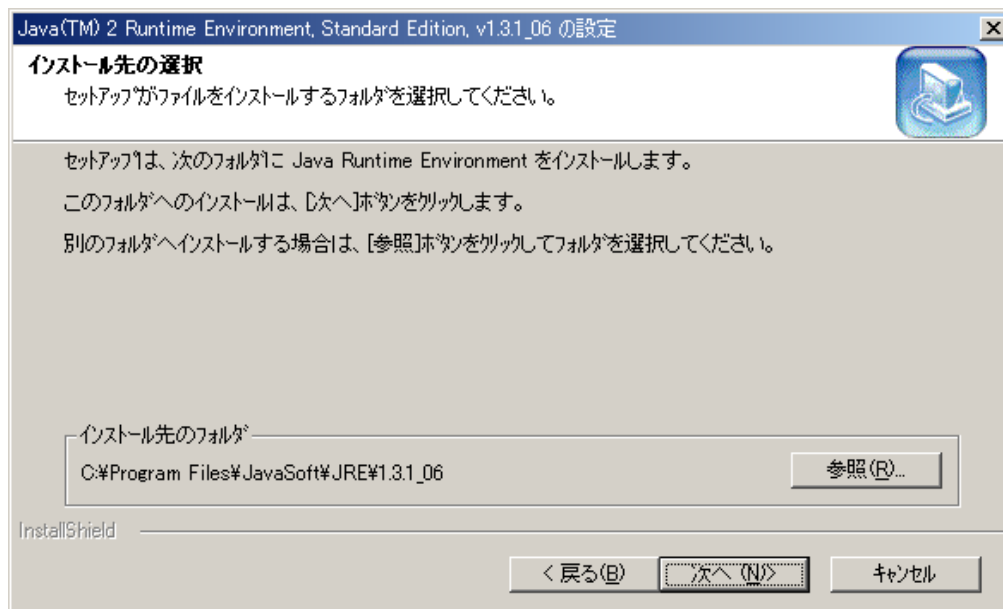 Java(TM) 2 Runtime Environment, Standard Edition, v1.3.1_06 の設定
インストール先の選択
セットアップがファイルをインストールするフォルダを選択してください。
セットアップは、次のフォルダに Java Runtime Environment をインストールします。
このフォルダへのインストールは、[次へ]ボタンをクリックします。
別のフォルダへインストールする場合は、[参照]ボタンをクリックしてフォルダを選択してください。
インストール先のフォルダ
C:¥Program Files¥JavaSoft¥JRE¥1.3.1_06
参照(R)...
InstallShield
< 戻る(B)
次へ (N)>
キャンセル